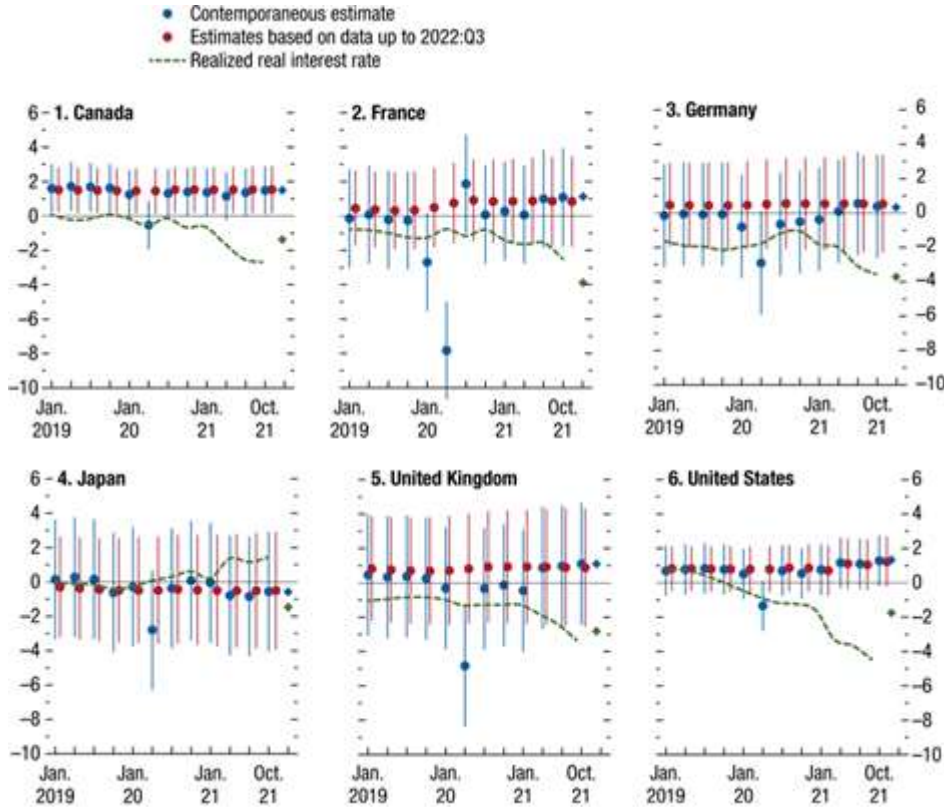 Contemporaneous estimate
Estimates based on data up to 2022:Q3
Realized real interest rate
1. Canada
6
4
2
0
−2
−4
−6
−8
−10
Jan. Jan. Jan. Oct.
2019 20 21 21
2. France
Jan. Jan. Jan. Oct.
2019 20 21 21
3. Germany
6
4
2
0
−2
−4
−6
−8
−10
Jan. Jan. Jan. Oct.
2019 20 21 21
4. Japan
6
4
2
0
−2
−4
−6
−8
−10
Jan. Jan. Jan. Oct.
2019 20 21 21
5. United Kingdom
Jan. Jan. Jan. Oct.
2019 20 21 21
6. United States
6
4
2
0
−2
−4
−6
−8
−10
Jan. Jan. Jan. Oct.
2019 20 21 21